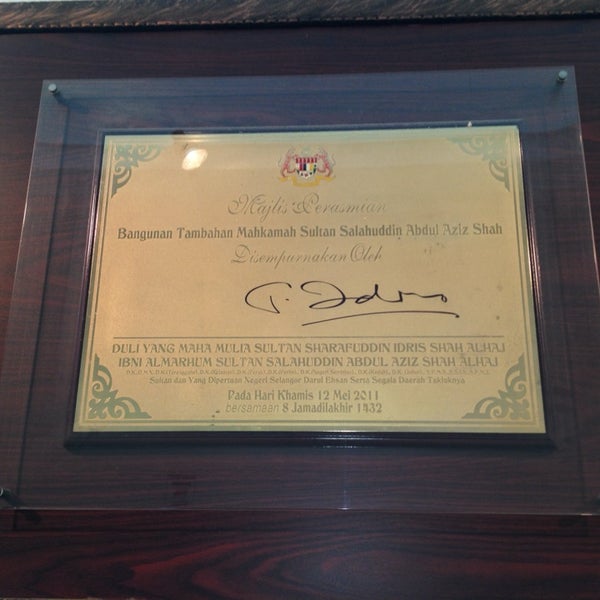 Majlis Perasmian
Bangunan Tambahan Mahkamah Sultan Salahuddin Abdul Aziz Shah
Disempurnakan Oleh
DULI YANG MAHA MULIA SULTAN SHARAFUDDIN IDRIS SHAH ALHAJ
IBNI ALMARHUM SULTAN SALAHUDDIN ABDUL AZIZ SHAH ALHAJ
Sultan dan Yang Dipertuan Negeri Selangor Darul Ehsan Serta Segala Daerah Takluknya
Pada Hari Khamis 12 Mei 2011
bersamaan 8 Jamadilakhir 1432